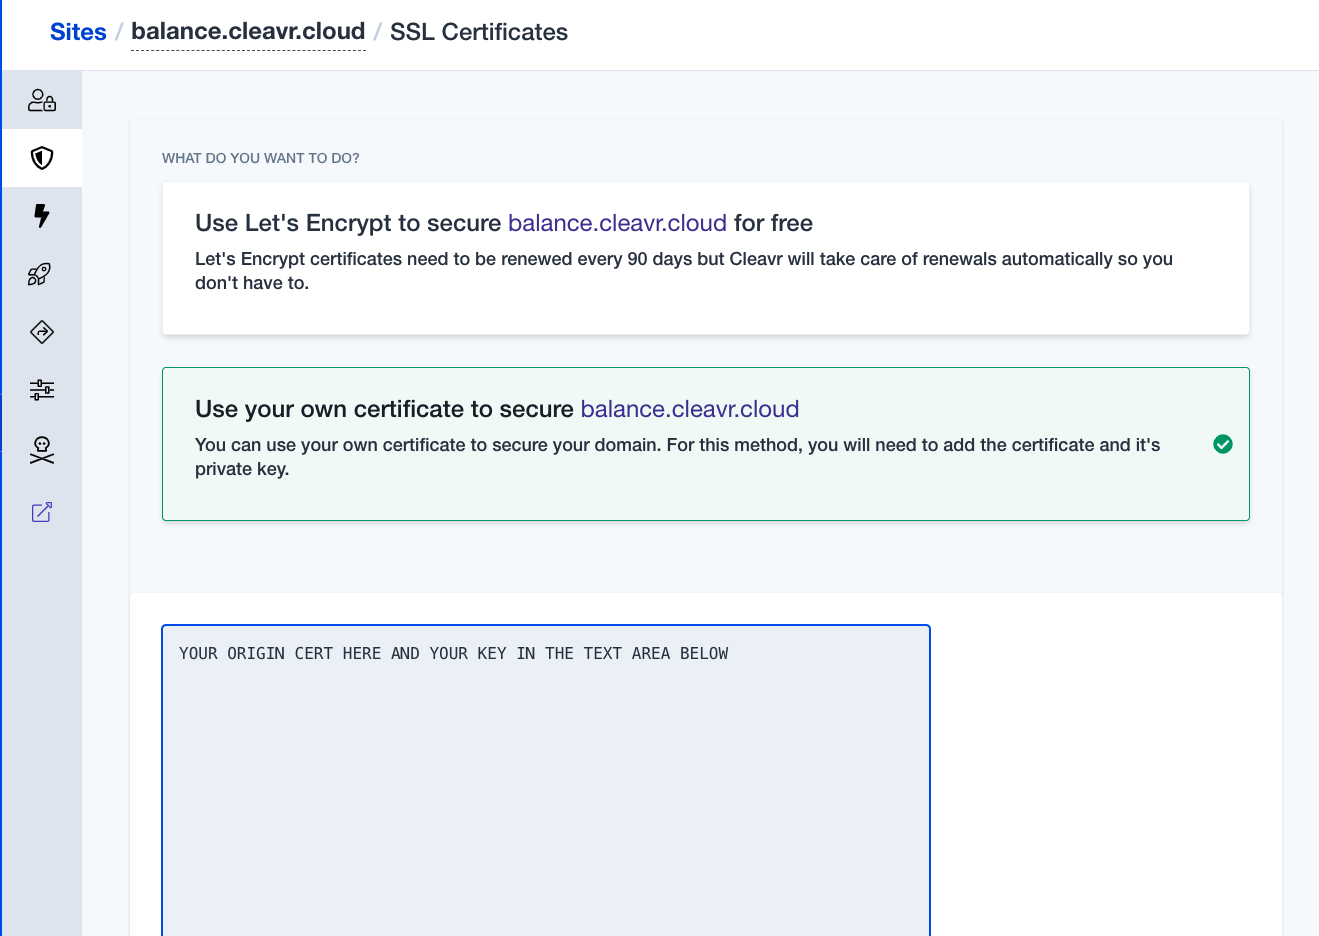 Sites / balance.cleavr.cloud / SSL Certificates
WHAT DO YOU WANT TO DO?
Use Let's Encrypt to secure balance.cleavr.cloud for free
Let's Encrypt certificates need to be renewed every 90 days but Cleavr will take care of renewals automatically so you
don't have to.
Use your own certificate to secure balance.cleavr.cloud
You can use your own certificate to secure your domain. For this method, you will need to add the certificate and it's
private key.
YOUR ORIGIN CERT HERE AND YOUR KEY IN THE TEXT AREA BELOW